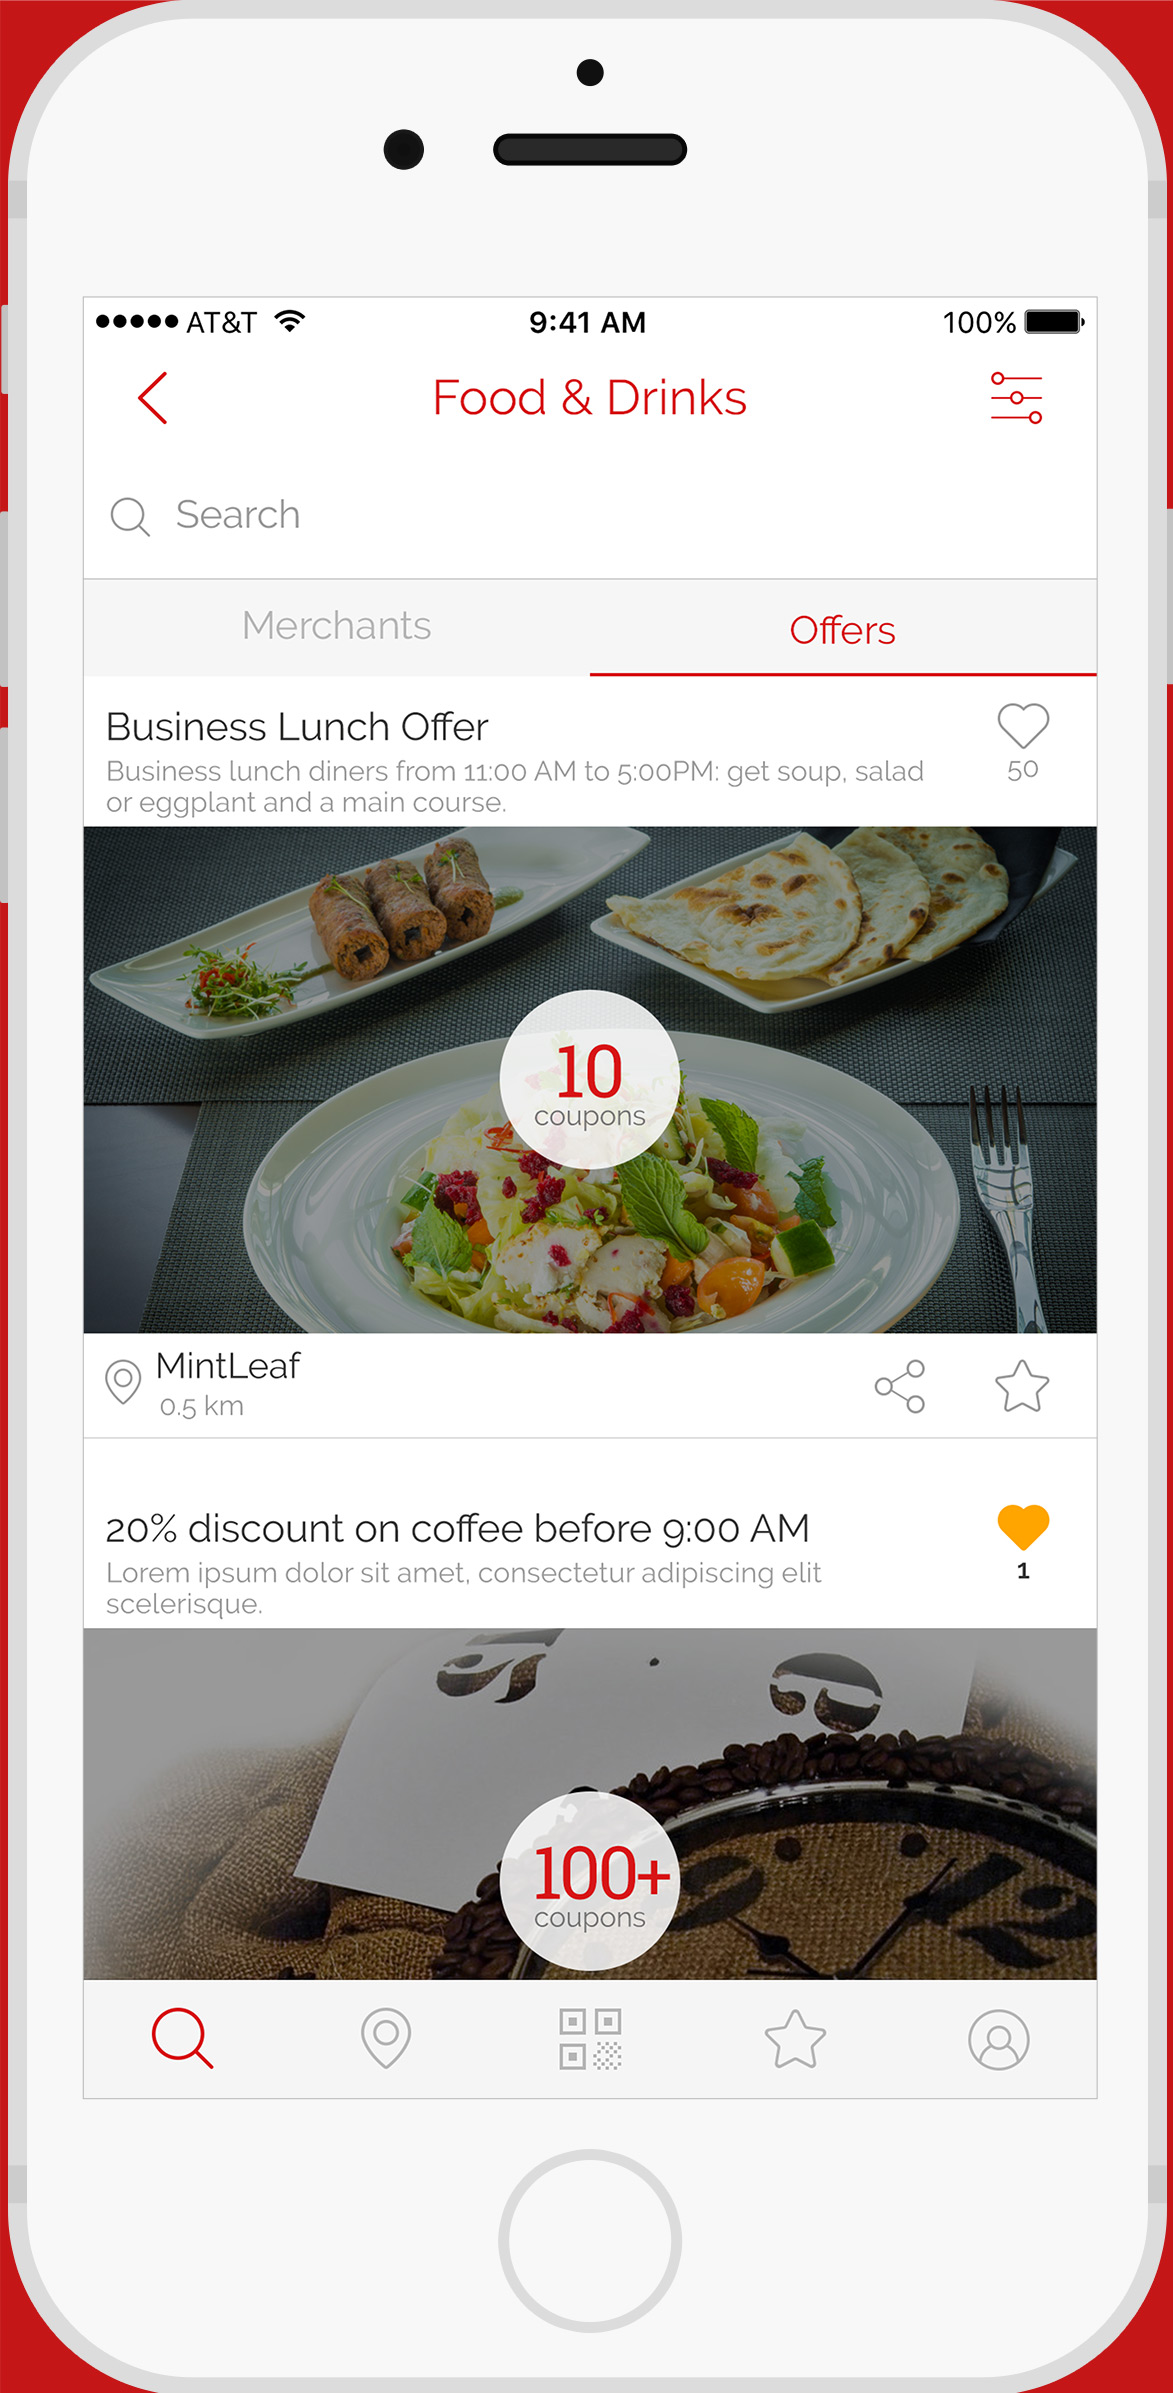 AT&T 9:41 AM 100%
Food & Drinks
Search
Merchants Offers
Business Lunch Offer
Business lunch diners from 11:00 AM to 5:00PM: get soup, salad
50
or eggplant and a main course.
10
coupons
MintLeaf
0.5 km
20% discount on coffee before 9:00 AM
Lorem ipsum dolor sit amet, consectetur adipiscing elit
1
scelerisque.
100+
coupons